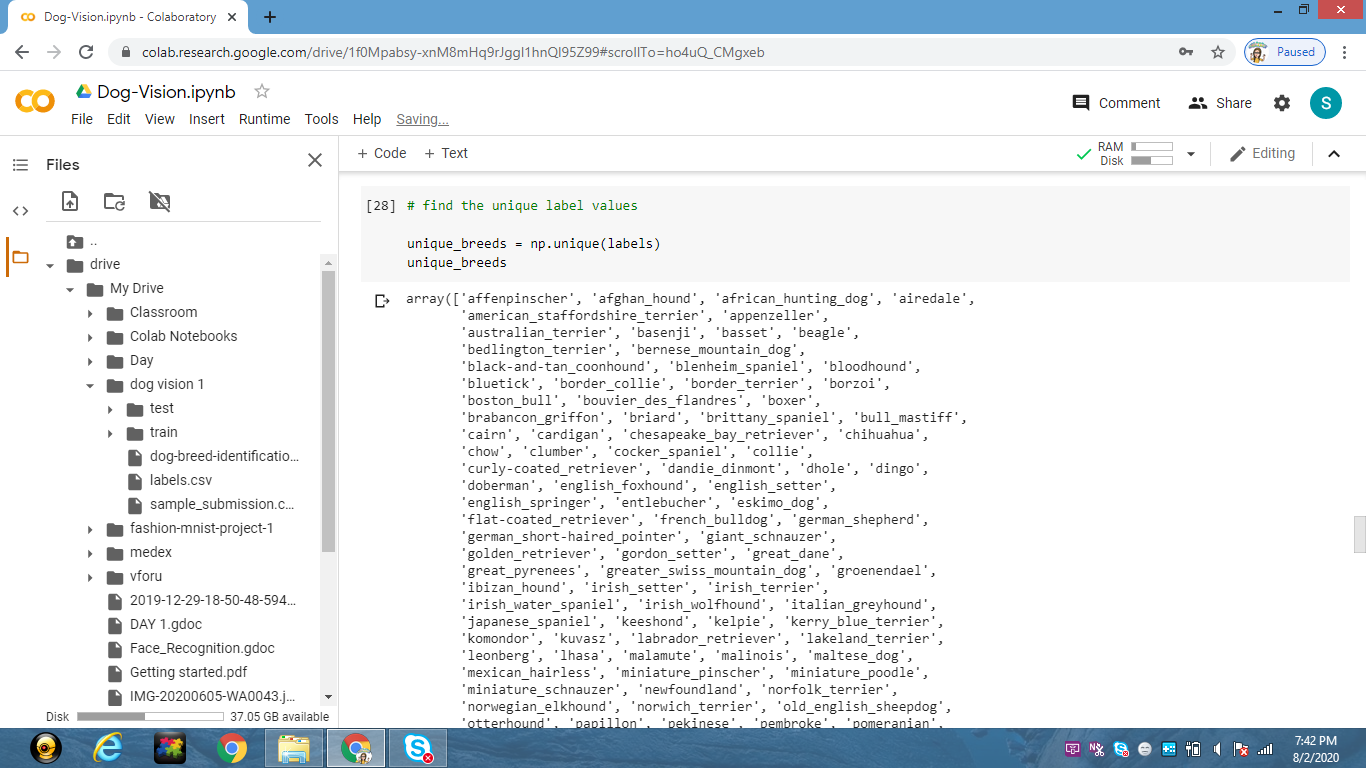 Dog-Vision.ipynb - Colaboratory
colab.research.google.com/drive/1f0Mpabsy-xnM8mHq9rJggI1hnQl95Z99#scrollTo=ho4uQ_CMgxeb
Paused
Dog-Vision.ipynb
File Edit View Insert Runtime Tools Help Saving...
Comment Share S
Files
+ Code + Text
RAM
Disk
Editing
..
drive
My Drive
Classroom
Colab Notebooks
Day
dog vision 1
test
train
dog-breed-identificatio...
labels.csv
sample_submission.c...
fashion-mnist-project-1
medex
vforu
2019-12-29-18-50-48-594...
DAY 1.gdoc
Face_Recognition.gdoc
Getting started.pdf
IMG-20200605-WA0043.j...
Disk 37.05 GB available
[28] # find the unique label values
unique_breeds = np.unique(labels)
unique_breeds
array(['affenpinscher', 'afghan_hound', 'african_hunting_dog', 'airedale',
'american_staffordshire_terrier', 'appenzeller',
'australian_terrier', 'basenji', 'basset', 'beagle',
'bedlington_terrier', 'bernese_mountain_dog',
'black-and-tan_coonhound', 'blenheim_spaniel', 'bloodhound',
'bluetick', 'border_collie', 'border_terrier', 'borzoi',
'boston_bull', 'bouvier_des_flandres', 'boxer',
'brabancon_griffon', 'briard', 'brittany_spaniel', 'bull_mastiff',
'cairn', 'cardigan', 'chesapeake_bay_retriever', 'chihuahua',
'chow', 'clumber', 'cocker_spaniel', 'collie',
'curly-coated_retriever', 'dandie_dinmont', 'dhole', 'dingo',
'doberman', 'english_foxhound', 'english_setter',
'english_springer', 'entlebucher', 'eskimo_dog',
'flat-coated_retriever', 'french_bulldog', 'german_shepherd',
'german_short-haired_pointer', 'giant_schnauzer',
'golden_retriever', 'gordon_setter', 'great_dane',
'great_pyrenees', 'greater_swiss_mountain_dog', 'groenendael',
'ibizan_hound', 'irish_setter', 'irish_terrier',
'irish_water_spaniel', 'irish_wolfhound', 'italian_greyhound',
'japanese_spaniel', 'keeshond', 'kelpie', 'kerry_blue_terrier',
'komondor', 'kuvasz', 'labrador_retriever', 'lakeland_terrier',
'leonberg', 'lhasa', 'malamute', 'malinois', 'maltese_dog',
'mexican_hairless', 'miniature_pinscher', 'miniature_poodle',
'miniature_schnauzer', 'newfoundland', 'norfolk_terrier',
'norwegian_elkhound', 'norwich_terrier', 'old_english_sheepdog',
'otterhound', 'papillon', 'pekinese', 'pembroke', 'pomeranian',
7:42 PM
8/2/2020